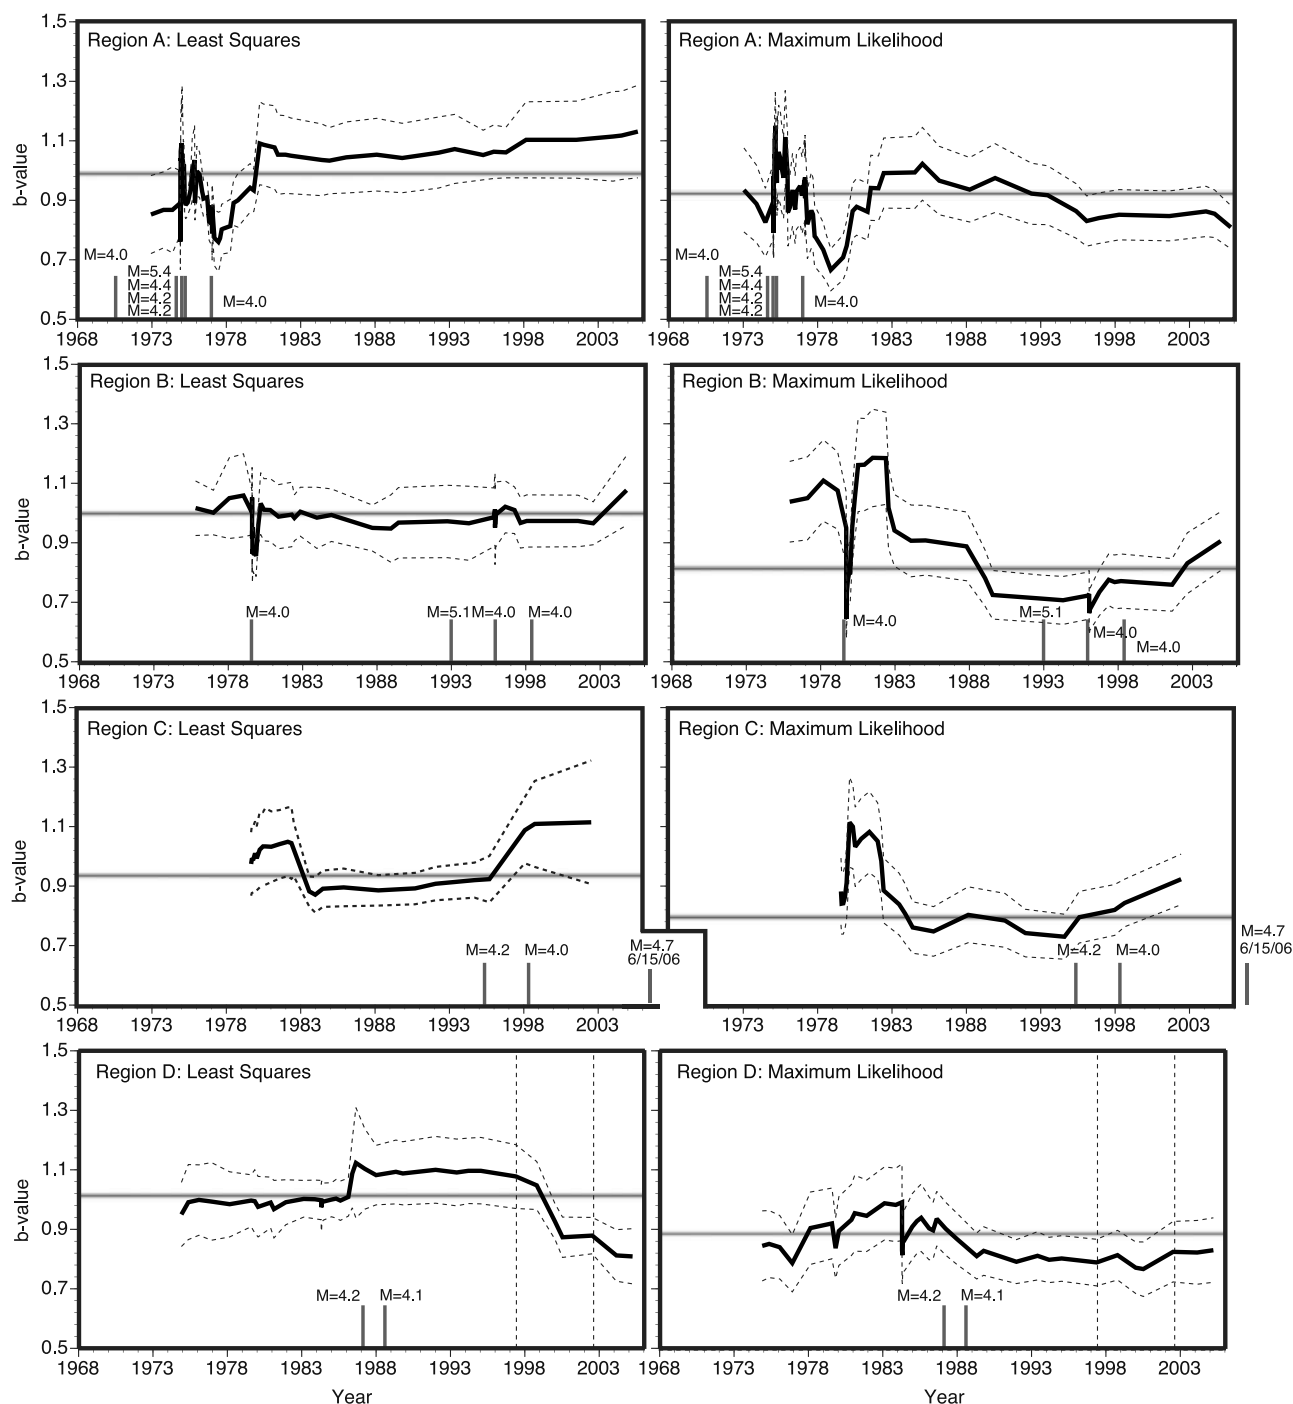 1.5
Region A: Least Squares
Region A: Maximum Likelihood
1.3
1.1
b-value
0.9
0.7
M=4.0
M=5.4
M=4.4
M=4.2
M=4.2
M=4.0
M=4.0
M=5.4
M=4.4
M=4.2
M=4.2
M=4.0
0.5
1968 1973 1978 1983 1988 1993 1998 2003
1968 1973 1978 1983 1988 1993 1998 2003
1.5
Region B: Least Squares
Region B: Maximum Likelihood
1.3
1.1
b-value
0.9
0.7
M=4.0
M=5.1
M=4.0
M=4.0
M=4.0
M=5.1
M=4.0
M=4.0
0.5
1968 1973 1978 1983 1988 1993 1998 2003
1968 1973 1978 1983 1988 1993 1998 2003
1.5
Region C: Least Squares
Region C: Maximum Likelihood
1.3
1.1
b-value
0.9
0.7
M=4.2
M=4.0
M=4.7
6/15/06
M=4.2
M=4.0
M=4.7
6/15/06
0.5
1968 1973 1978 1983 1988 1993 1998 2003
1973 1978 1983 1988 1993 1998 2003
1.5
Region D: Least Squares
Region D: Maximum Likelihood
1.3
1.1
b-value
0.9
0.7
M=4.2
M=4.1
M=4.2
M=4.1
0.5
1968 1973 1978 1983 1988 1993 1998 2003
1968 1973 1978 1983 1988 1993 1998 2003
Year
Year